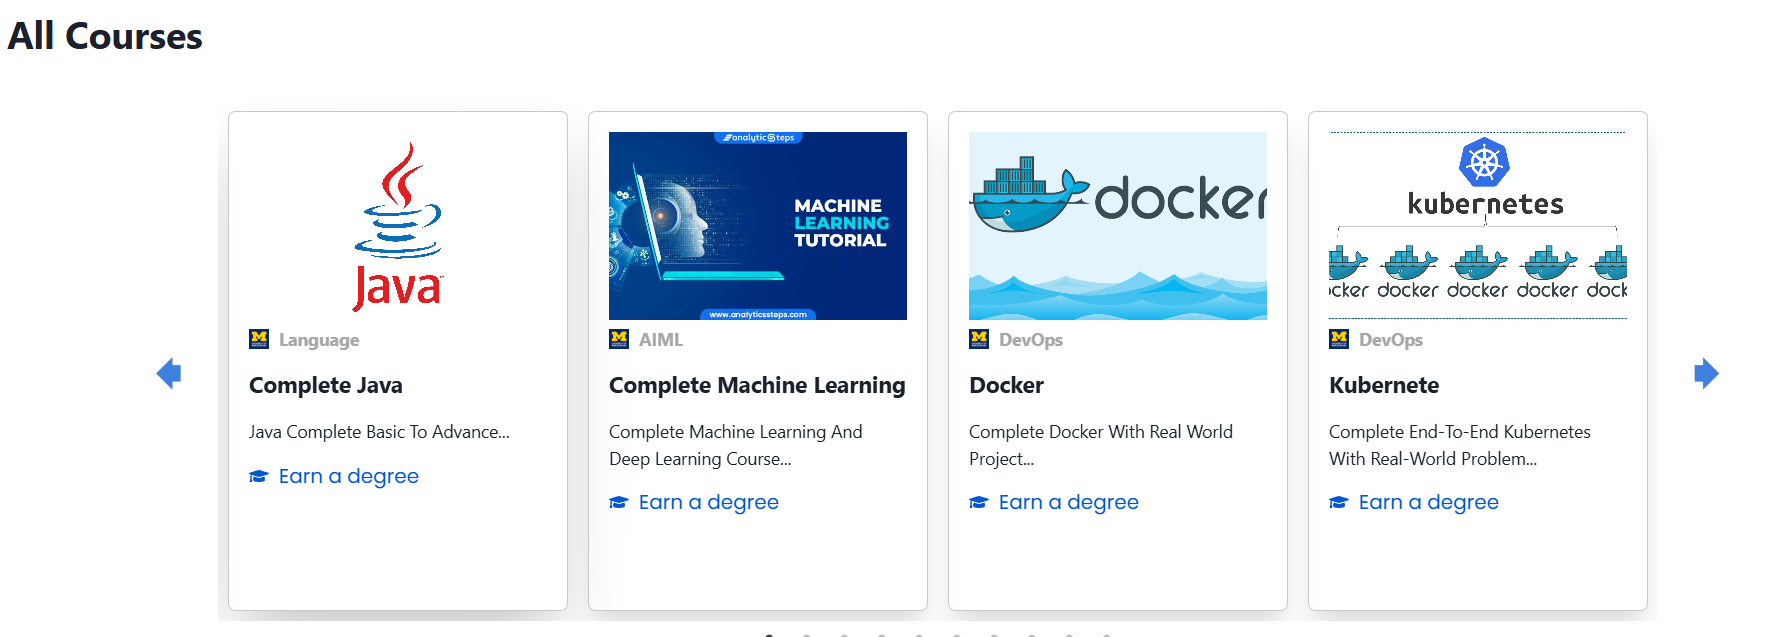 All Courses
Java
Language
Complete Java
Java Complete Basic To Advance...
Earn a degree
analyticSteps
MACHINE
LEARNING
TUTORIAL
www.analyticssteps.com
AIML
Complete Machine Learning
Complete Machine Learning And
Deep Learning Course...
Earn a degree
docker
DevOps
Docker
Complete Docker With Real World
Project...
Earn a degree
kubernetes
ocker docker docker docker dock
DevOps
Kubernete
Complete End-To-End Kubernetes
With Real-World Problem...
Earn a degree